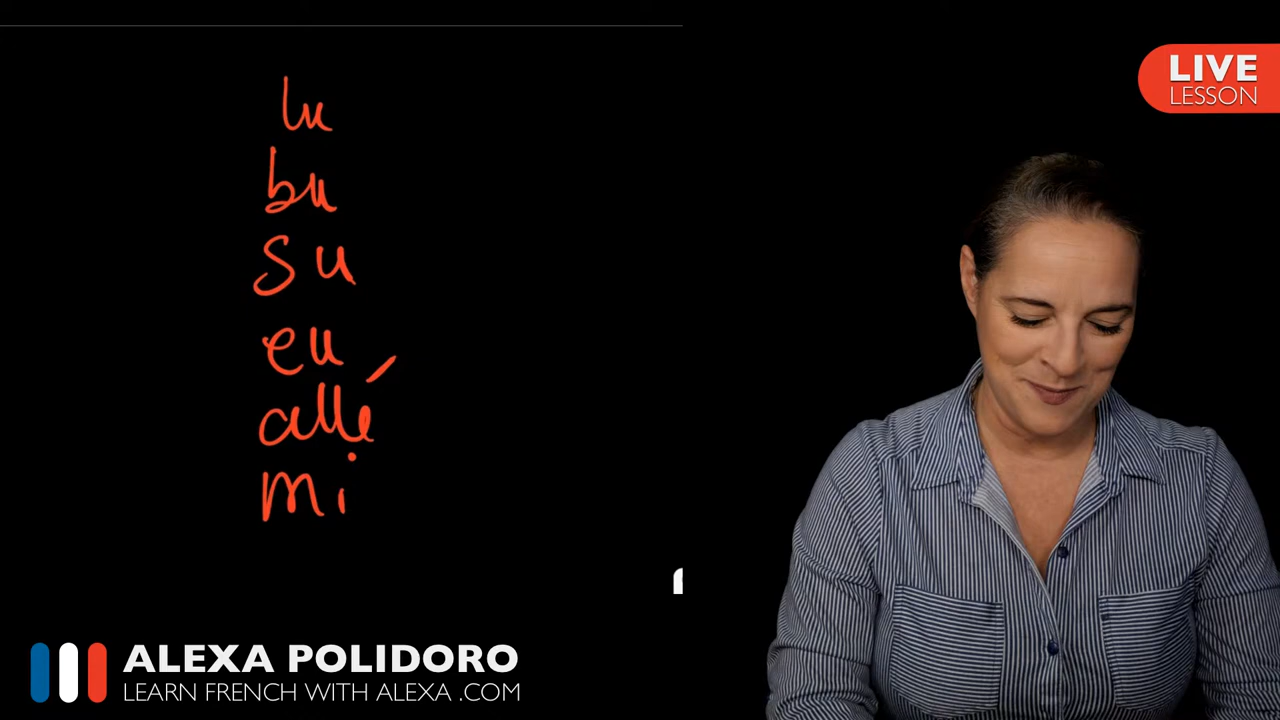 lu
bu
su
eu
allé
mi
LIVE
LESSON
ALEXA POLIDORO
LEARN FRENCH WITH ALEXA .COM